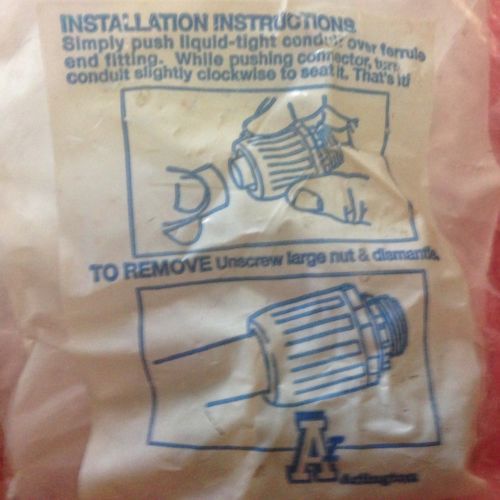 INSTALLATION INSTRUCTIONS
Simply push liquid-tight conduit over ferrule
end fitting. While pushing connector, turn
conduit slightly clockwise to seat it. That's it!
TO REMOVE Unscrew large nut & dismantle.
A
Arlington